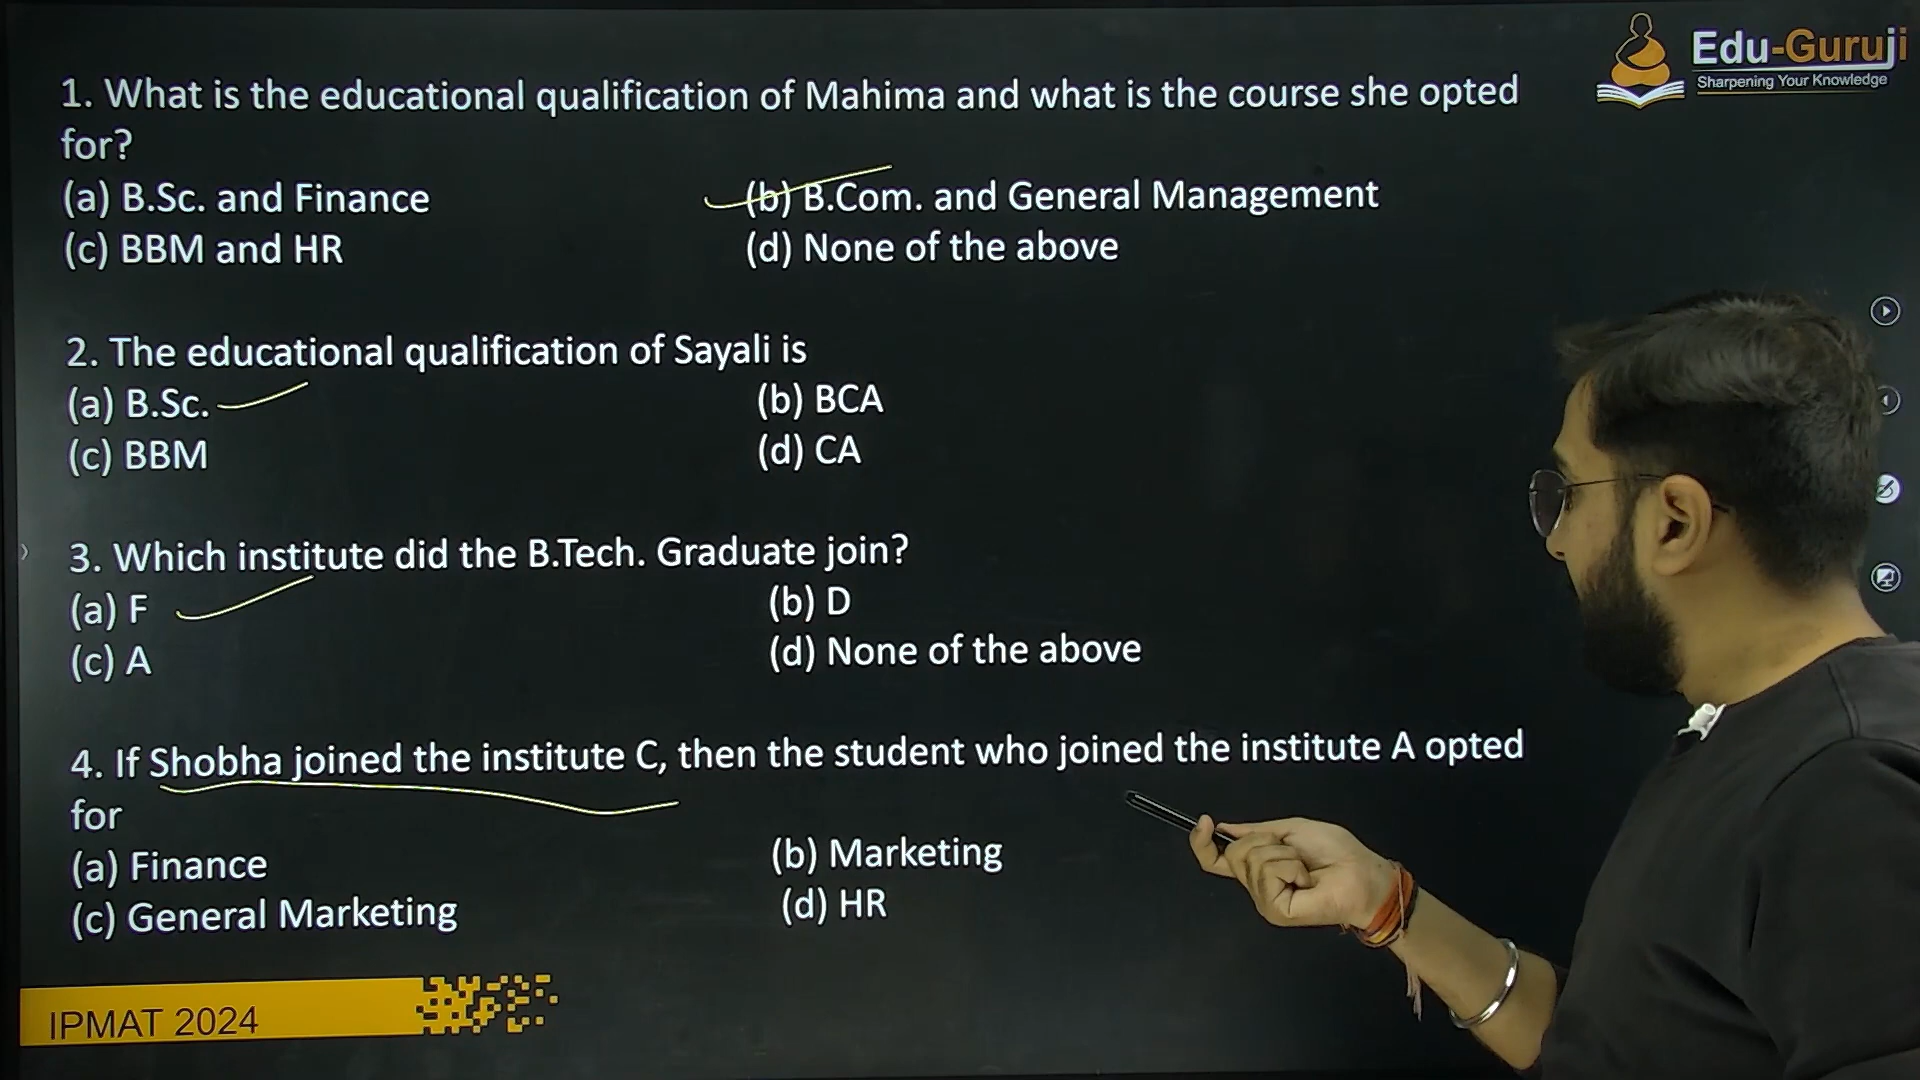 Edu-Guruji
Sharpening Your Knowledge
1. What is the educational qualification of Mahima and what is the course she opted
for?
(a) B.Sc. and Finance (b) B.Com. and General Management
(c) BBM and HR (d) None of the above
2. The educational qualification of Sayali is
(a) B.Sc. (b) BCA
(c) BBM (d) CA
3. Which institute did the B.Tech. Graduate join?
(a) F (b) D
(c) A (d) None of the above
4. If Shobha joined the institute C, then the student who joined the institute A opted
for
(a) Finance (b) Marketing
(c) General Marketing (d) HR
IPMAT 2024